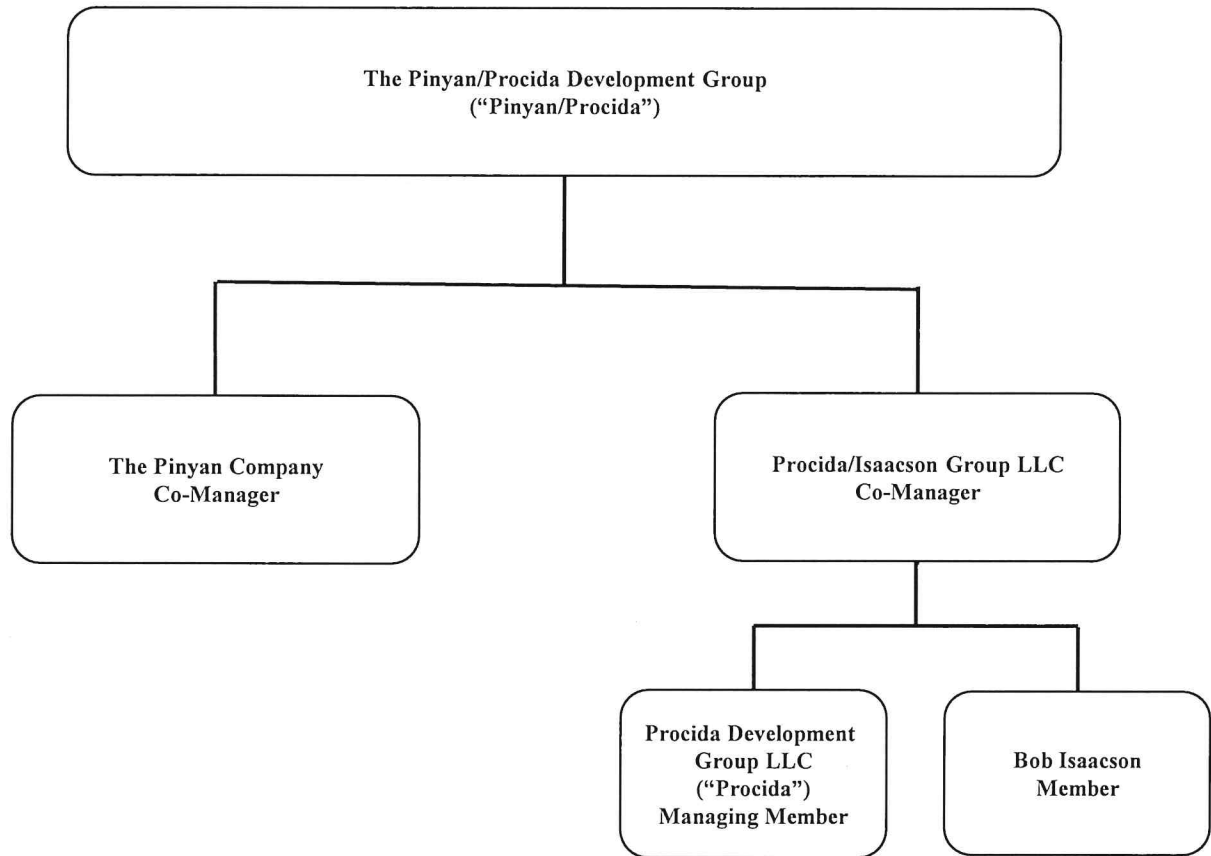 The Pinyan/Procida Development Group
(“Pinyan/Procida”)
The Pinyan Company
Co-Manager
Procida/Isaacson Group LLC
Co-Manager
Procida Development
Group LLC
(“Procida”)
Managing Member
Bob Isaacson
Member